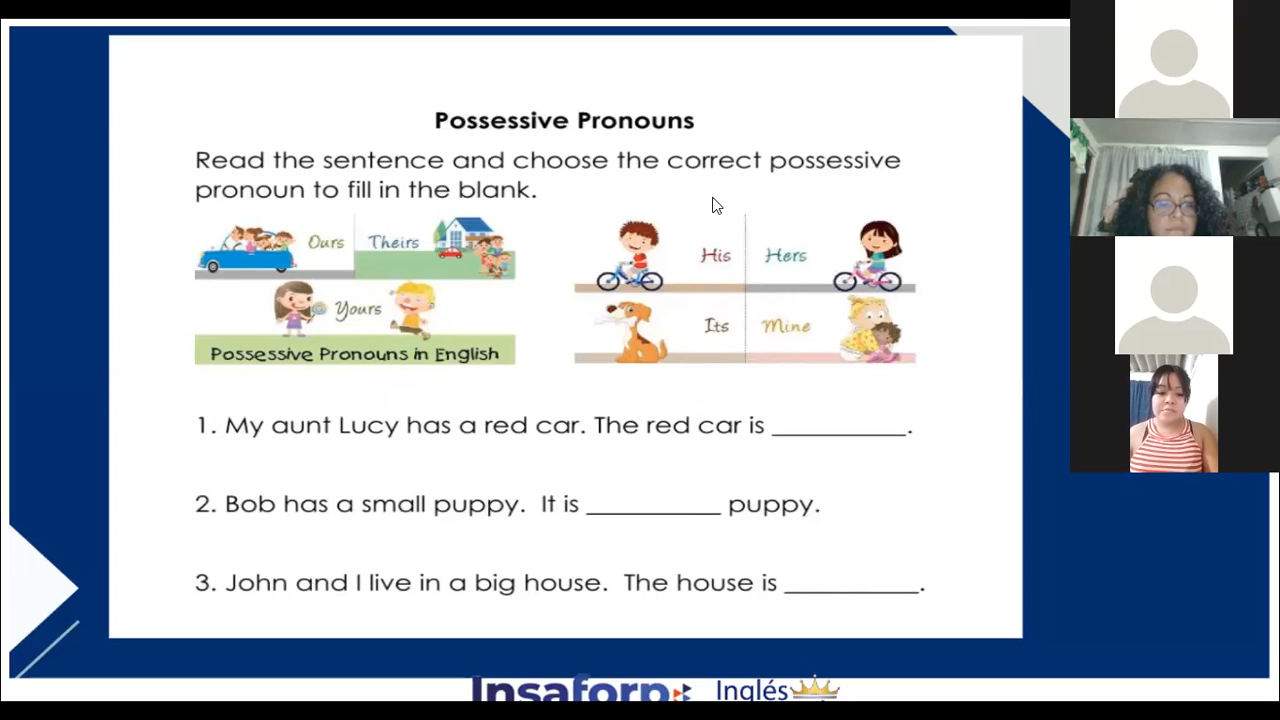 Possessive Pronouns
Read the sentence and choose the correct possessive
pronoun to fill in the blank.
Ours Theirs
Yours
Possessive Pronouns in English
His Hers
Its Mine
1. My aunt Lucy has a red car. The red car is __________.
2. Bob has a small puppy. It is __________ puppy.
3. John and I live in a big house. The house is __________.
Insaforp Inglés